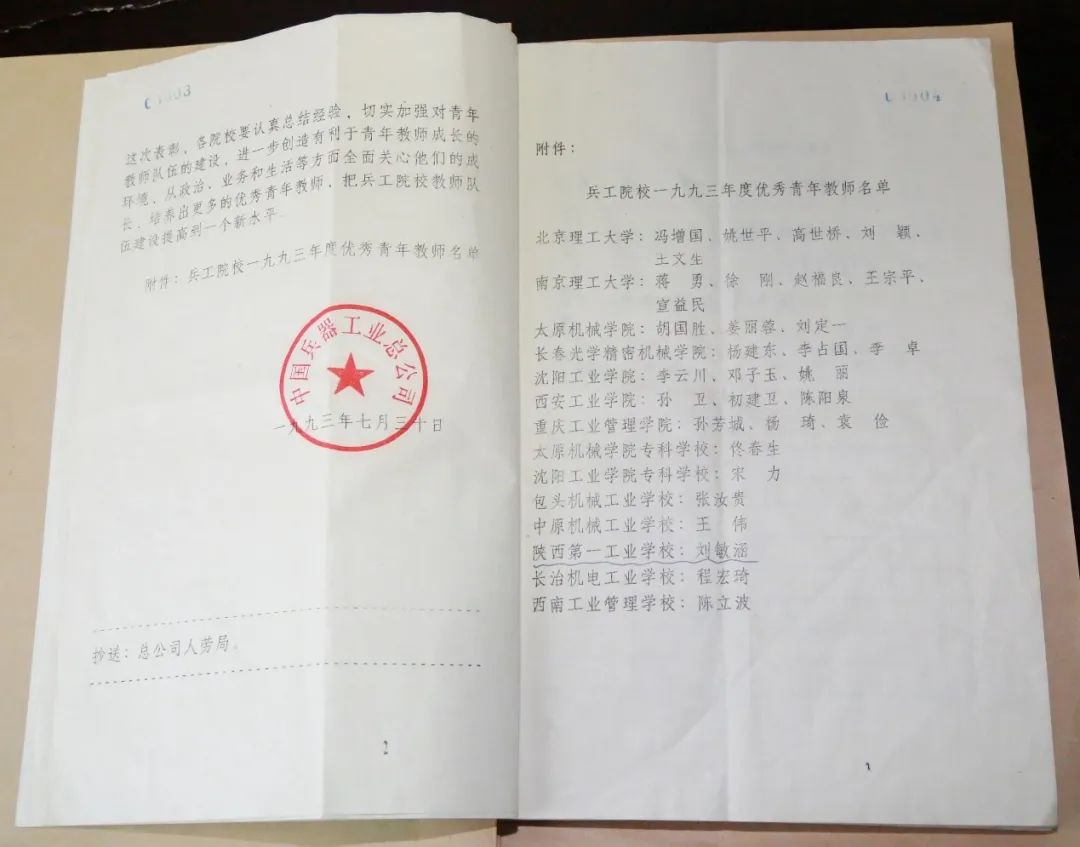 这次表彰，各院校要认真总结经验，切实加强对青年
教师队伍的建设，进一步创造有利于青年教师成长的
环境，从政治、业务和生活等方面全面关心他们的成
长，培养出更多的优秀青年教师，把兵工院校教师队
伍建设提高到一个新水平。
附件：兵工院校一九九三年度优秀青年教师名单
中国兵器工业总公司
一九九三年七月三十日
抄送：总公司人劳局。
2
附件：
兵工院校一九九三年度优秀青年教师名单
北京理工大学：冯增国、姚世平、高世桥、刘　颖、
王文生
南京理工大学：蒋　勇、徐　刚、赵福良、王宗平、
宣益民
太原机械学院：胡国胜、姜丽蓉、刘定一
长春光学精密机械学院：杨建东、李占国、李　卓
沈阳工业学院：李云川、邓子玉、姚　丽
西安工业学院：孙　卫、初建卫、陈阳泉
重庆工业管理学院：孙芳城、杨　琦、袁　俭
太原机械学院专科学校：佟春生
沈阳工业学院专科学校：宋　力
包头机械工业学校：张汝贵
中原机械工业学校：王　伟
陕西第一工业学校：刘敏涵
长治机电工业学校：程宏琦
西南工业管理学校：陈立波
1